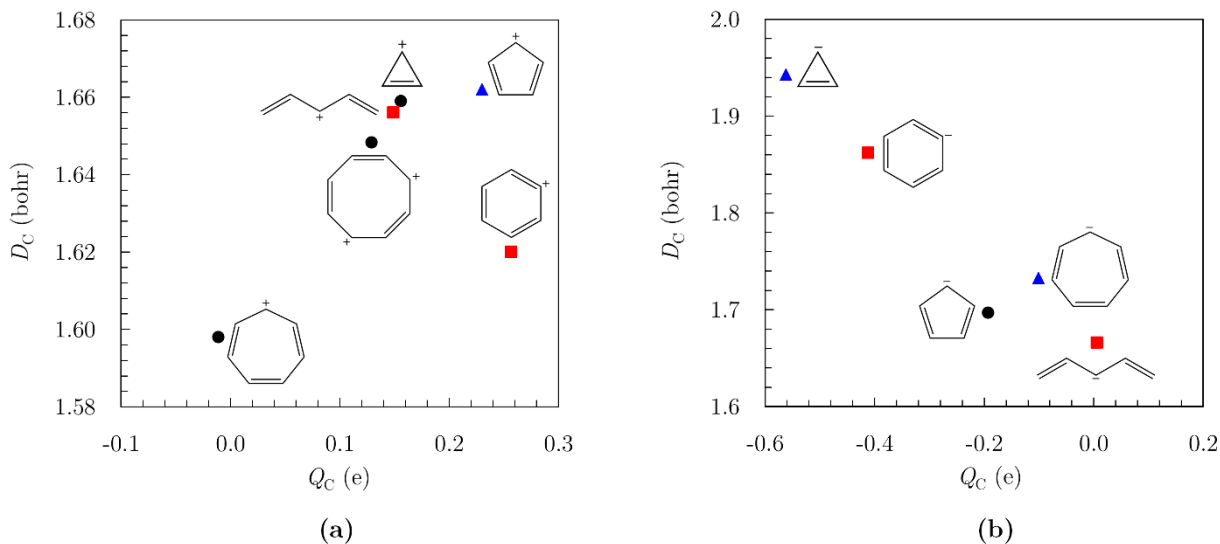 1.68
1.66
1.64
1.62
1.60
1.58
D_C (bohr)
-0.1 0.0 0.1 0.2 0.3
Q_C (e)
(a)
+
+
+
+
+
+
+
2.0
1.9
1.8
1.7
1.6
D_C (bohr)
-0.6 -0.4 -0.2 0.0 0.2
Q_C (e)
(b)
−
−
−
−
−